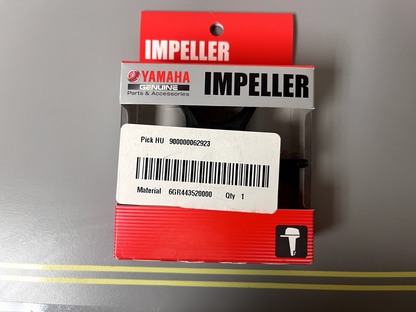 IMPELLER
YAMAHA
GENUINE
Parts & Accessories
IMPELLER
Pick HU 900000062923
Material 6GR443520000 Qty 1